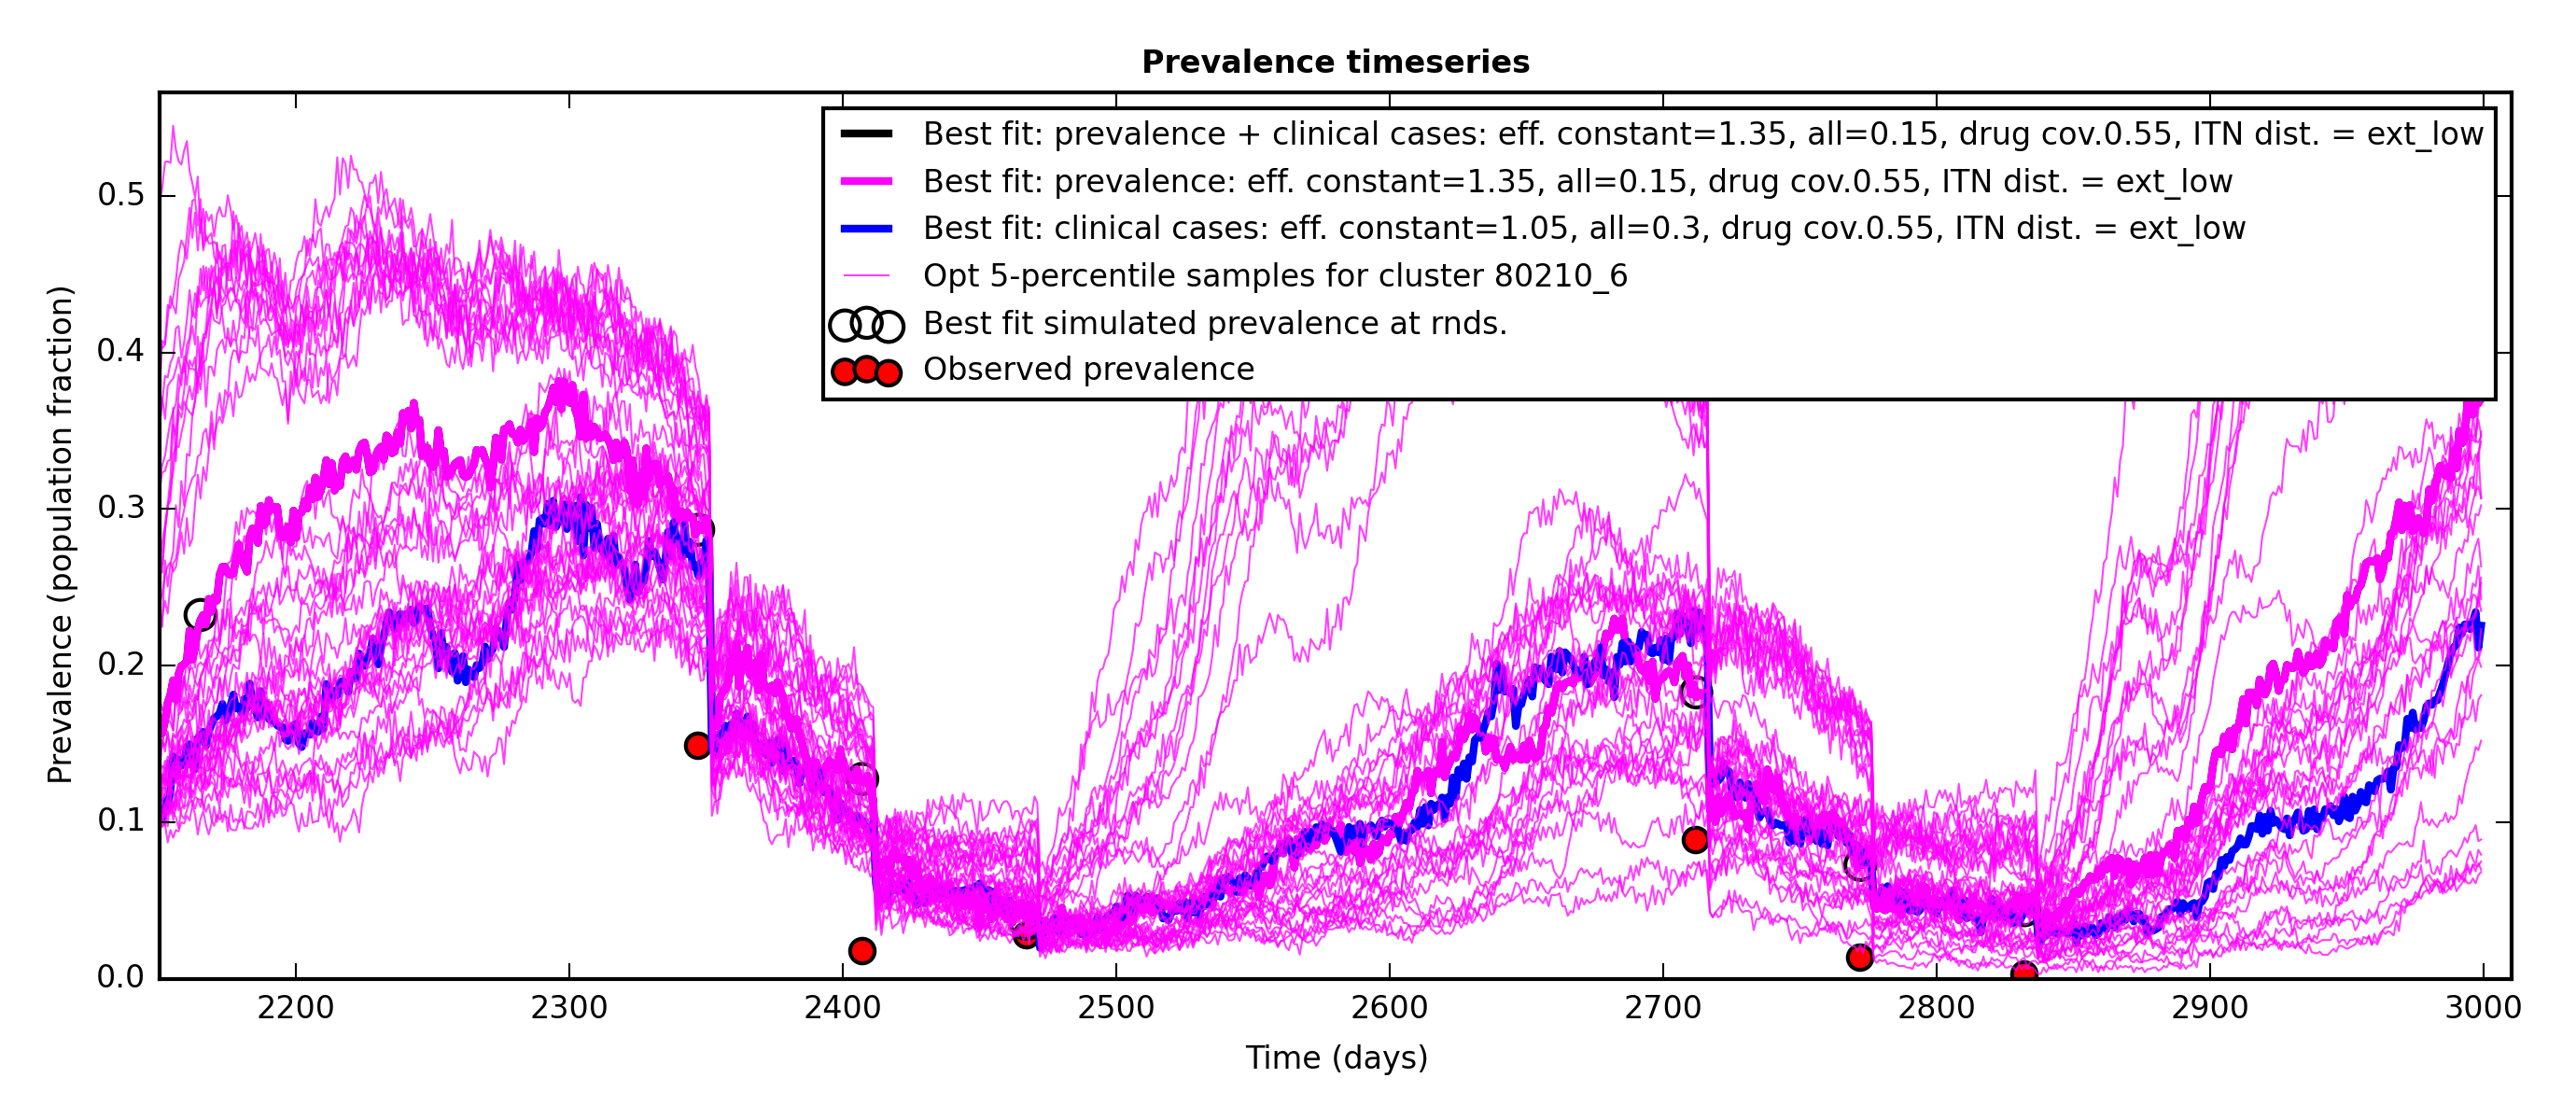 Prevalence timeseries
Best fit: prevalence + clinical cases: eff. constant=1.35, all=0.15, drug cov.0.55, ITN dist. = ext_low
Best fit: prevalence: eff. constant=1.35, all=0.15, drug cov.0.55, ITN dist. = ext_low
Best fit: clinical cases: eff. constant=1.05, all=0.3, drug cov.0.55, ITN dist. = ext_low
Opt 5-percentile samples for cluster 80210_6
Best fit simulated prevalence at rnds.
Observed prevalence
Prevalence (population fraction)
0.5
0.4
0.3
0.2
0.1
0.0
2200 2300 2400 2500 2600 2700 2800 2900 3000
Time (days)